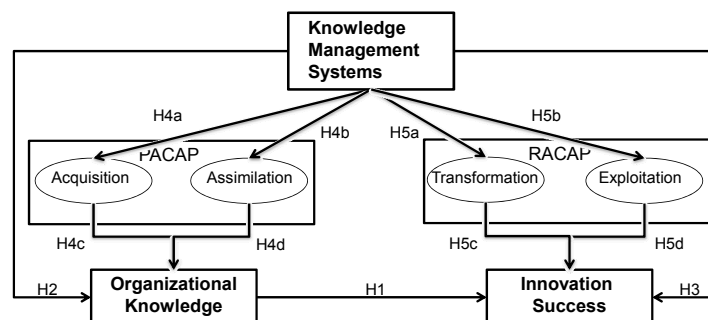 Knowledge
Management
Systems
H4a
H4b
H5a
H5b
PACAP
RACAP
Acquisition
Assimilation
Transformation
Exploitation
H4c
H4d
H5c
H5d
H2
Organizational
Knowledge
H1
Innovation
Success
H3